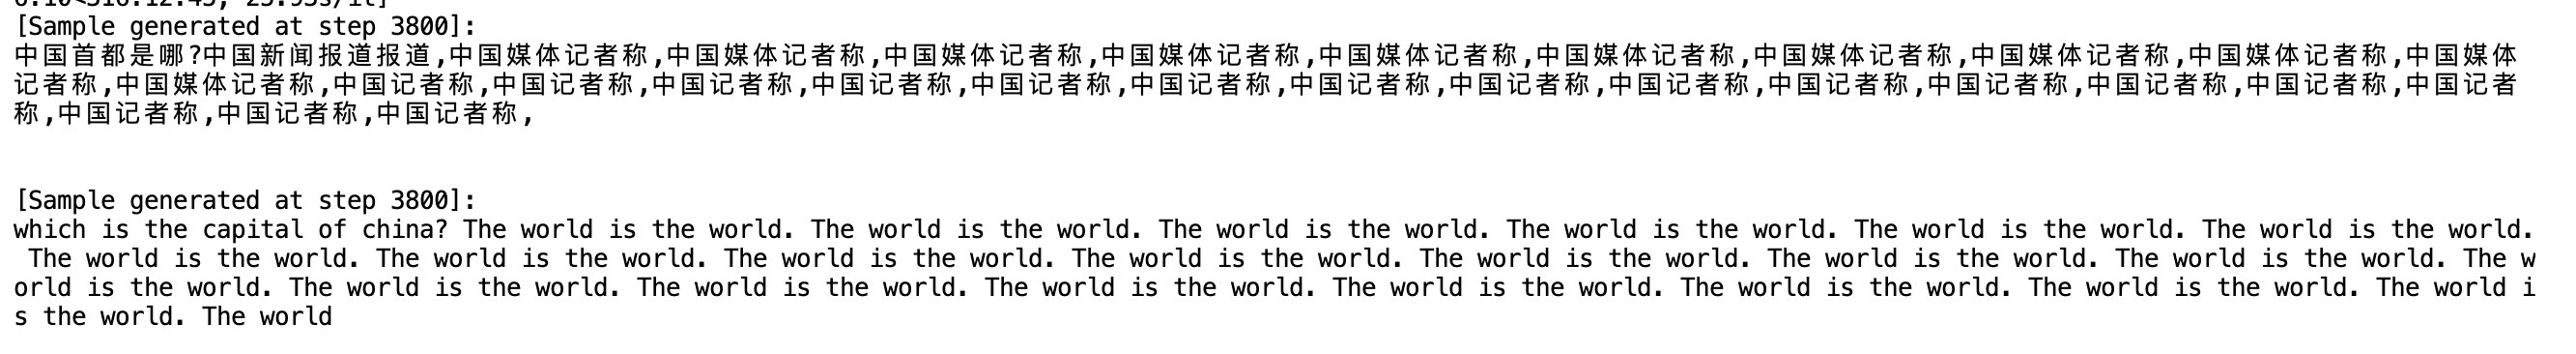 [Sample generated at step 3800]:
中国首都是哪?中国新闻报道报道,中国媒体记者称,中国媒体记者称,中国媒体记者称,中国媒体记者称,中国媒体记者称,中国媒体记者称,中国媒体记者称,中国媒体记者称,中国媒体记者称,中国媒体
记者称,中国媒体记者称,中国记者称,中国记者称,中国记者称,中国记者称,中国记者称,中国记者称,中国记者称,中国记者称,中国记者称,中国记者称,中国记者称,中国记者称,中国记者称,中国记者
称,中国记者称,中国记者称,中国记者称,
[Sample generated at step 3800]:
which is the capital of china? The world is the world. The world is the world. The world is the world. The world is the world. The world is the world. The world is the world.
The world is the world. The world is the world. The world is the world. The world is the world. The world is the world. The world is the world. The world is the world. The w
orld is the world. The world is the world. The world is the world. The world is the world. The world is the world. The world is the world. The world is the world. The world i
s the world. The world